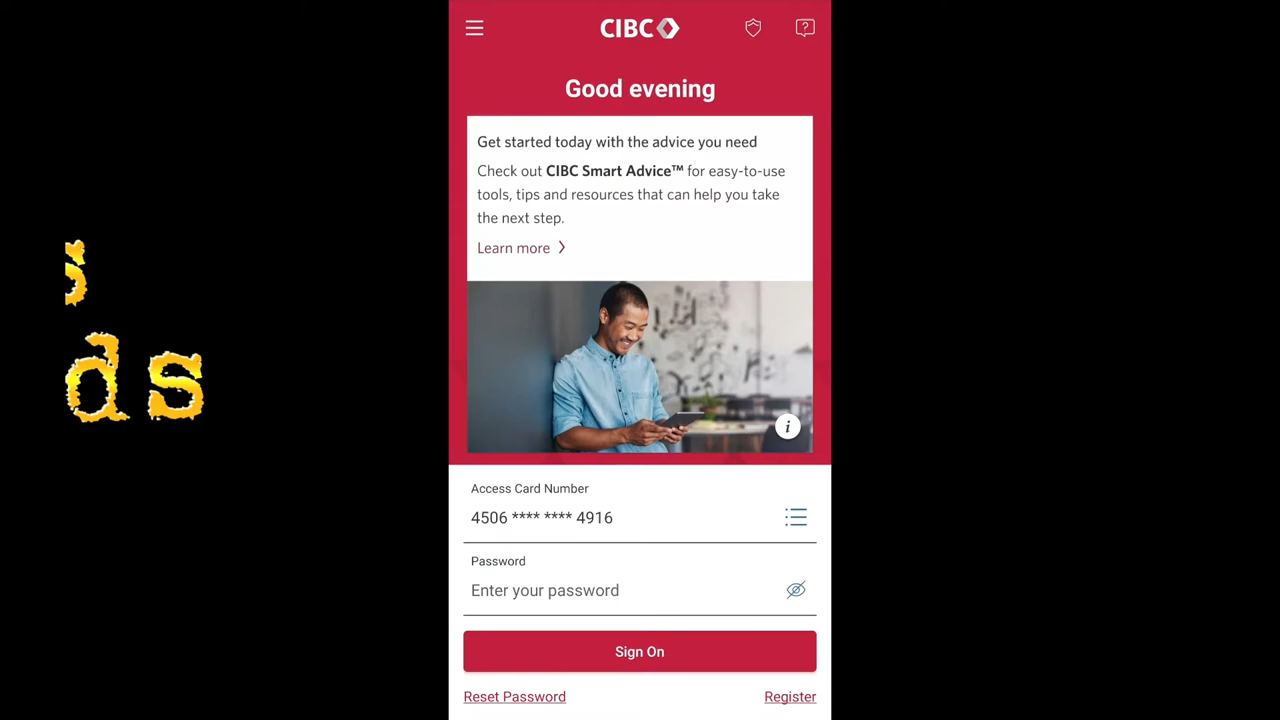 CIBC
Good evening
Get started today with the advice you need
Check out CIBC Smart Advice™ for easy-to-use
tools, tips and resources that can help you take
the next step.
Learn more
i
Access Card Number
4506 **** **** 4916
Password
Enter your password
Sign On
Reset Password Register
s
ds